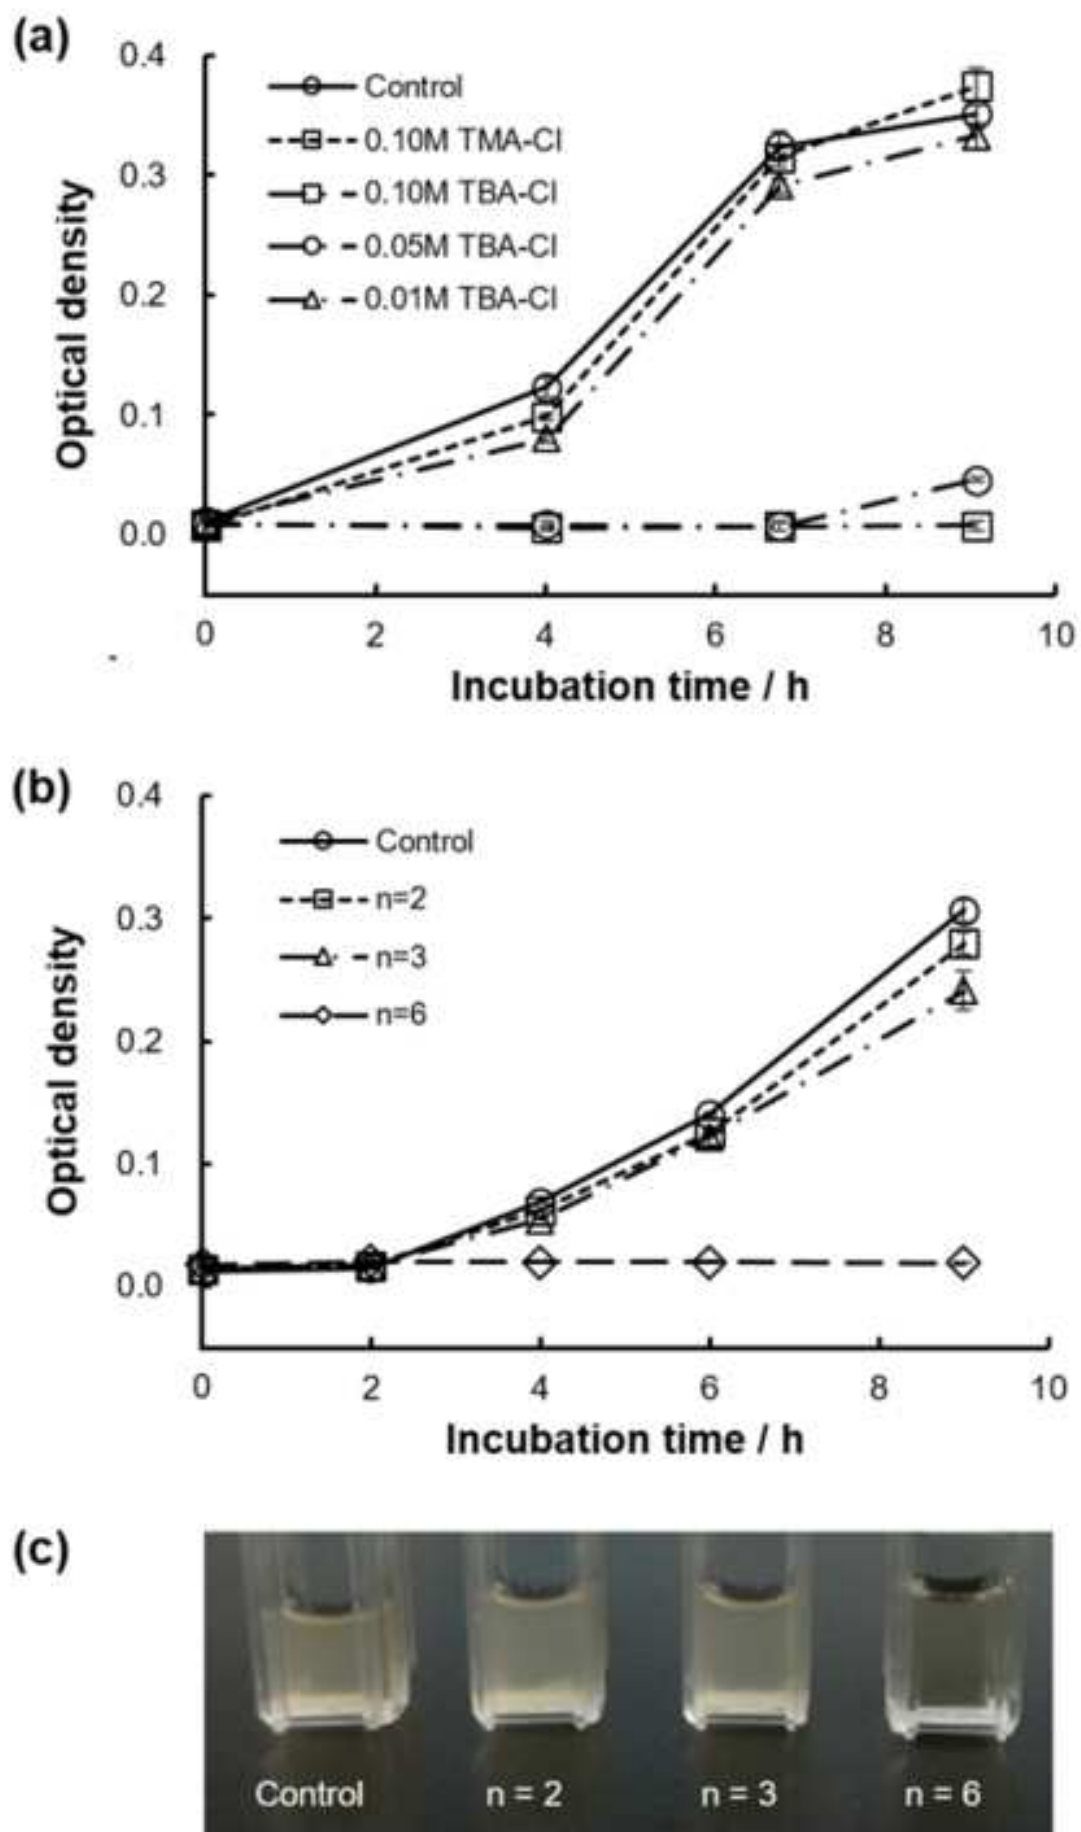 (a)
0.4
0.3
0.2
0.1
0.0
Optical density
Control
0.10M TMA-Cl
0.10M TBA-Cl
0.05M TBA-Cl
0.01M TBA-Cl
0 2 4 6 8 10
Incubation time / h
(b)
0.4
0.3
0.2
0.1
0.0
Optical density
Control
n=2
n=3
n=6
0 2 4 6 8 10
Incubation time / h
(c)
Control n = 2 n = 3 n = 6